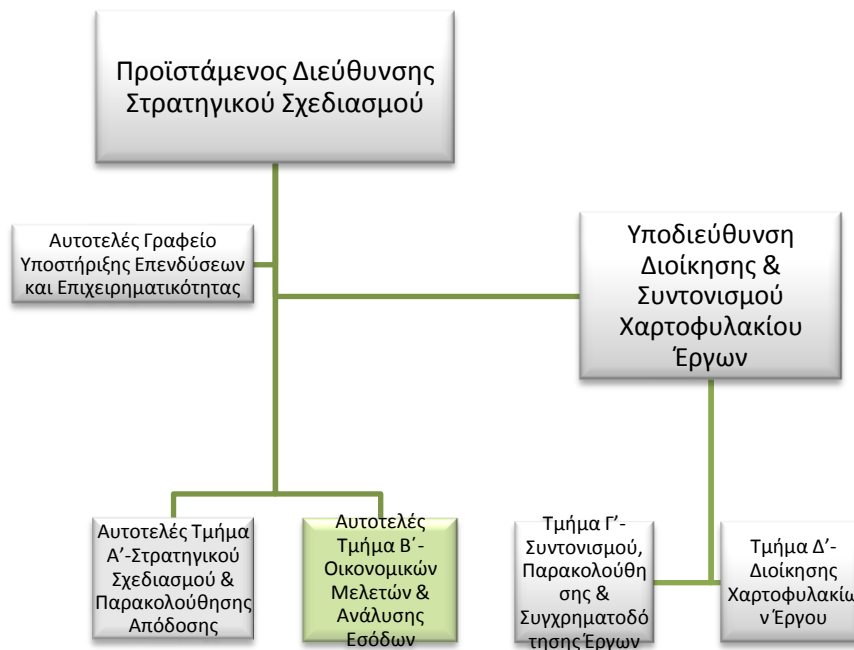 Προϊστάμενος Διεύθυνσης
Στρατηγικού Σχεδιασμού
Αυτοτελές Γραφείο
Υποστήριξης Επενδύσεων
και Επιχειρηματικότητας
Υποδιεύθυνση
Διοίκησης &
Συντονισμού
Χαρτοφυλακίου
Έργων
Αυτοτελές Τμήμα
Α’-Στρατηγικού
Σχεδιασμού &
Παρακολούθησης
Απόδοσης
Αυτοτελές
Τμήμα Β΄-
Οικονομικών
Μελετών &
Ανάλυσης
Εσόδων
Τμήμα Γ’-
Συντονισμού,
Παρακολούθη
σης &
Συγχρηματοδό
τησης Έργων
Τμήμα Δ’-
Διοίκησης
Χαρτοφυλακίω
ν Έργου